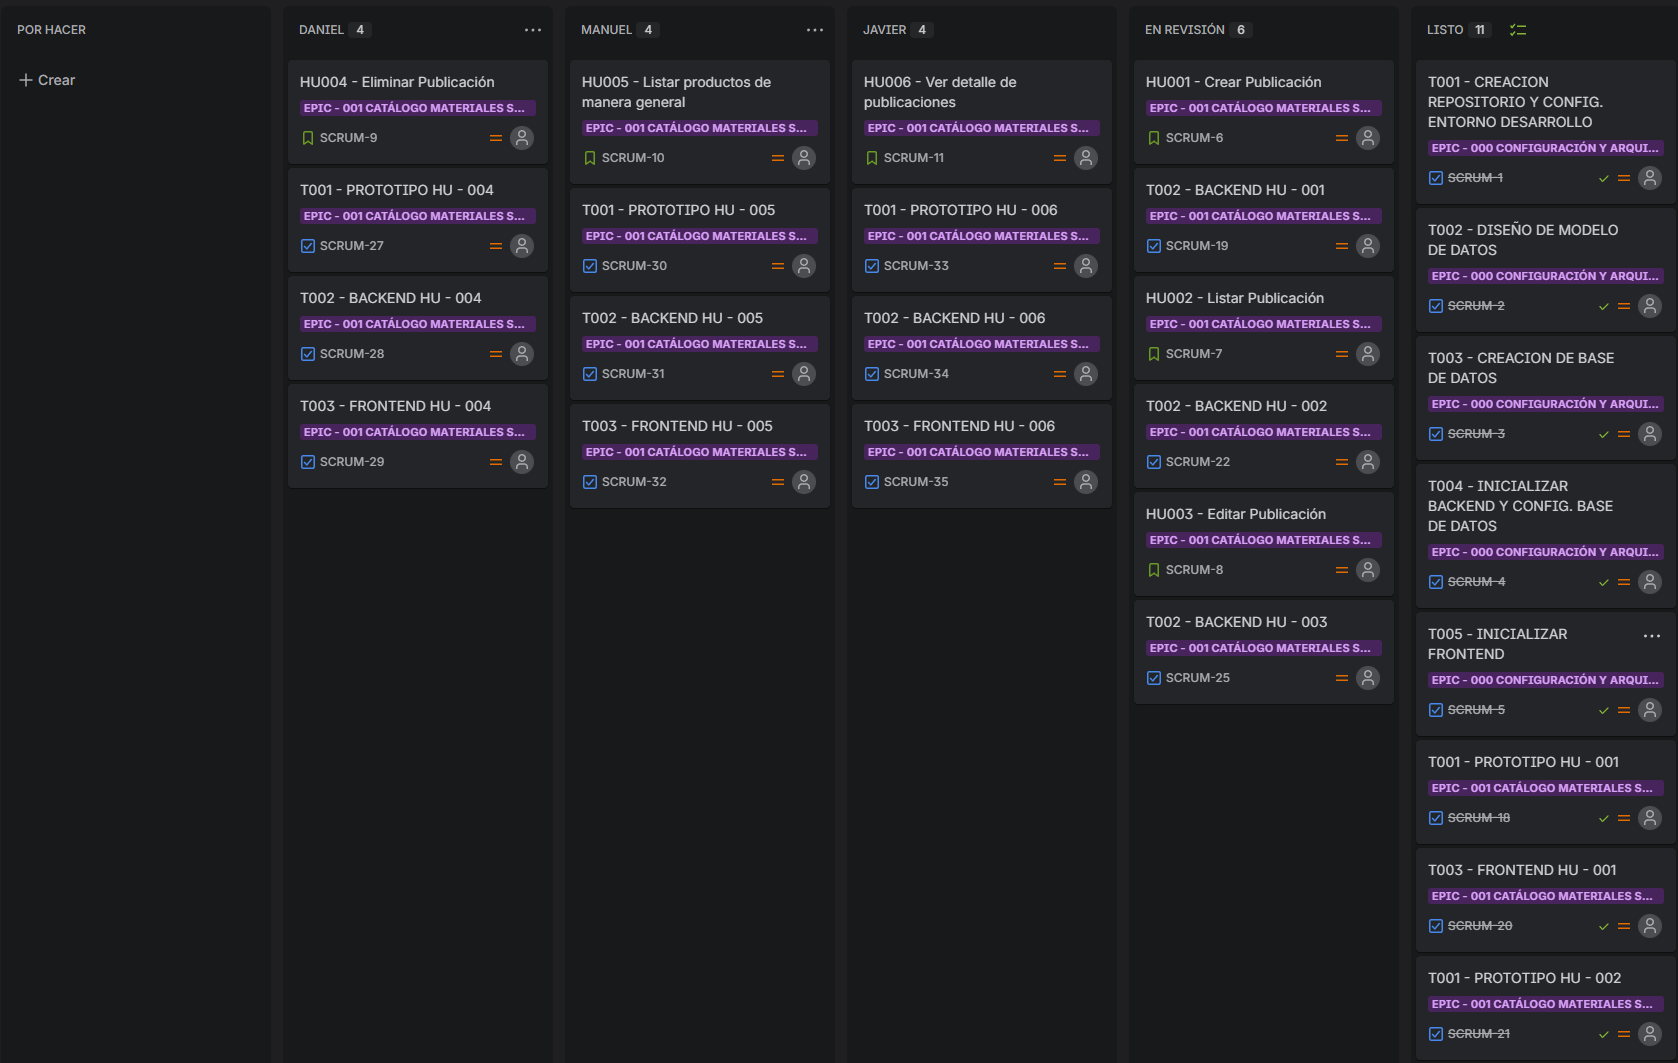 POR HACER
Crear
DANIEL 4
HU004 - Eliminar Publicación
EPIC - 001 CATÁLOGO MATERIALES S...
SCRUM-9
T001 - PROTOTIPO HU - 004
EPIC - 001 CATÁLOGO MATERIALES S...
SCRUM-27
T002 - BACKEND HU - 004
EPIC - 001 CATÁLOGO MATERIALES S...
SCRUM-28
T003 - FRONTEND HU - 004
EPIC - 001 CATÁLOGO MATERIALES S...
SCRUM-29
MANUEL 4
HU005 - Listar productos de
manera general
EPIC - 001 CATÁLOGO MATERIALES S...
SCRUM-10
T001 - PROTOTIPO HU - 005
EPIC - 001 CATÁLOGO MATERIALES S...
SCRUM-30
T002 - BACKEND HU - 005
EPIC - 001 CATÁLOGO MATERIALES S...
SCRUM-31
T003 - FRONTEND HU - 005
EPIC - 001 CATÁLOGO MATERIALES S...
SCRUM-32
JAVIER 4
HU006 - Ver detalle de
publicaciones
EPIC - 001 CATÁLOGO MATERIALES S...
SCRUM-11
T001 - PROTOTIPO HU - 006
EPIC - 001 CATÁLOGO MATERIALES S...
SCRUM-33
T002 - BACKEND HU - 006
EPIC - 001 CATÁLOGO MATERIALES S...
SCRUM-34
T003 - FRONTEND HU - 006
EPIC - 001 CATÁLOGO MATERIALES S...
SCRUM-35
EN REVISIÓN 6
HU001 - Crear Publicación
EPIC - 001 CATÁLOGO MATERIALES S...
SCRUM-6
T002 - BACKEND HU - 001
EPIC - 001 CATÁLOGO MATERIALES S...
SCRUM-19
HU002 - Listar Publicación
EPIC - 001 CATÁLOGO MATERIALES S...
SCRUM-7
T002 - BACKEND HU - 002
EPIC - 001 CATÁLOGO MATERIALES S...
SCRUM-22
HU003 - Editar Publicación
EPIC - 001 CATÁLOGO MATERIALES S...
SCRUM-8
T002 - BACKEND HU - 003
EPIC - 001 CATÁLOGO MATERIALES S...
SCRUM-25
LISTO 11
T001 - CREACION
REPOSITORIO Y CONFIG.
ENTORNO DESARROLLO
EPIC - 000 CONFIGURACIÓN Y ARQUI...
SCRUM-1
T002 - DISEÑO DE MODELO
DE DATOS
EPIC - 000 CONFIGURACIÓN Y ARQUI...
SCRUM-2
T003 - CREACION DE BASE
DE DATOS
EPIC - 000 CONFIGURACIÓN Y ARQUI...
SCRUM-3
T004 - INICIALIZAR
BACKEND Y CONFIG. BASE
DE DATOS
EPIC - 000 CONFIGURACIÓN Y ARQUI...
SCRUM-4
T005 - INICIALIZAR
FRONTEND
EPIC - 000 CONFIGURACIÓN Y ARQUI...
SCRUM-5
T001 - PROTOTIPO HU - 001
EPIC - 001 CATÁLOGO MATERIALES S...
SCRUM-18
T003 - FRONTEND HU - 001
EPIC - 001 CATÁLOGO MATERIALES S...
SCRUM-20
T001 - PROTOTIPO HU - 002
EPIC - 001 CATÁLOGO MATERIALES S...
SCRUM-21